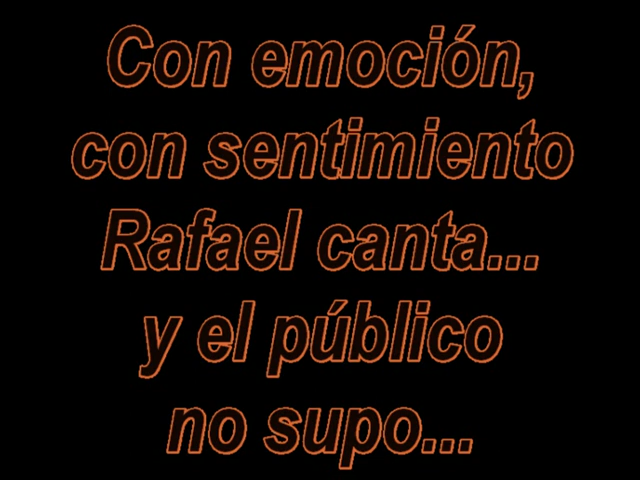 Con emoción,
con sentimiento
Rafael canta...
y el público
no supo...